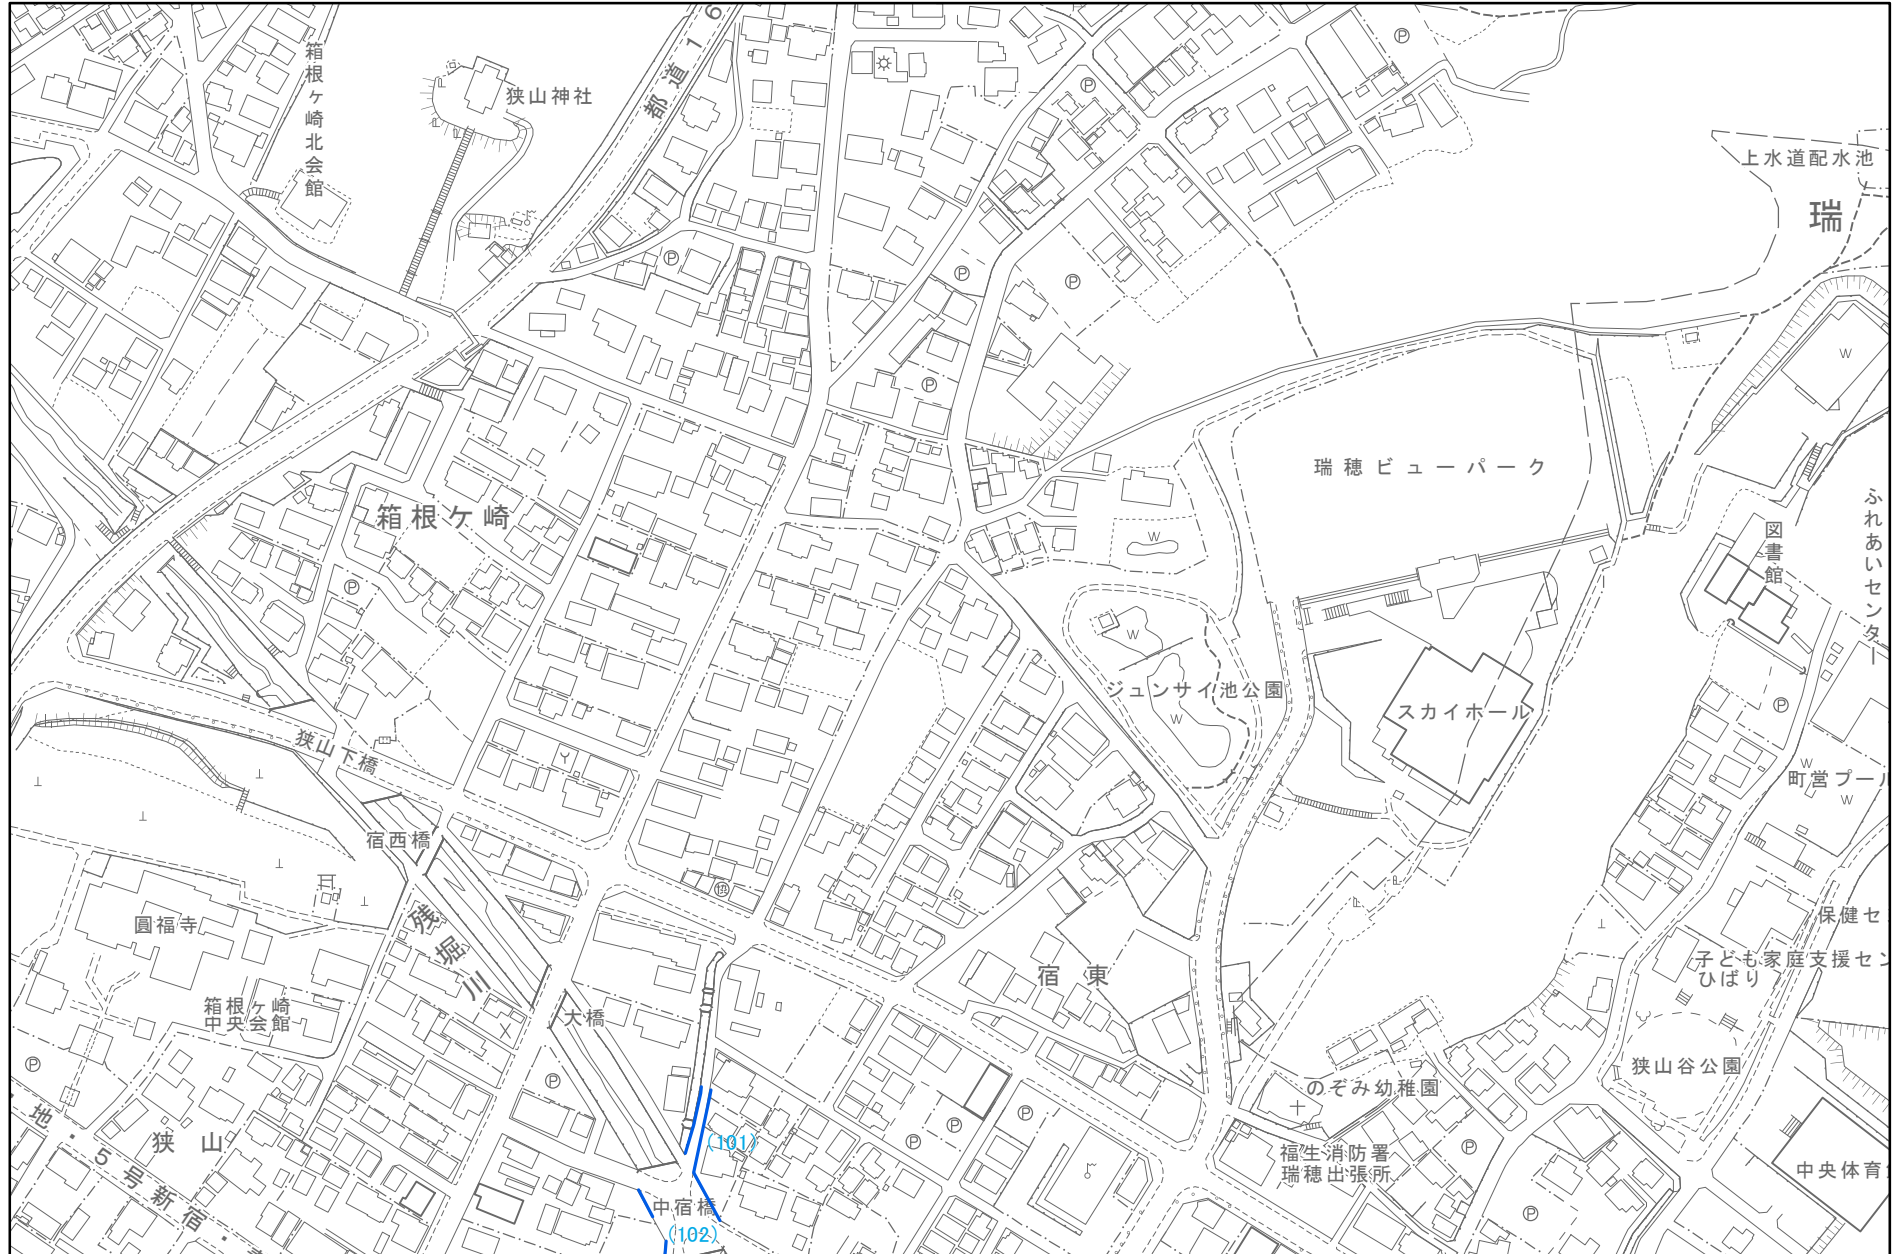 都道16
箱根ヶ崎北会館
狭山神社
上水道配水池
瑞
瑞穂ビューパーク
箱根ケ崎
図書館
ふれあいセンター
ジュンサイ池公園
スカイホール
狭山下橋
町営プール
宿西橋
圓福寺
残堀川
保健セ
子ども家庭支援セン
ひばり
宿東
箱根ヶ崎
中央会館
大橋
狭山谷公園
のぞみ幼稚園
地・5号新宿・
狭山
(101)
福生消防署
瑞穂出張所
中央体育
中宿橋
(102)